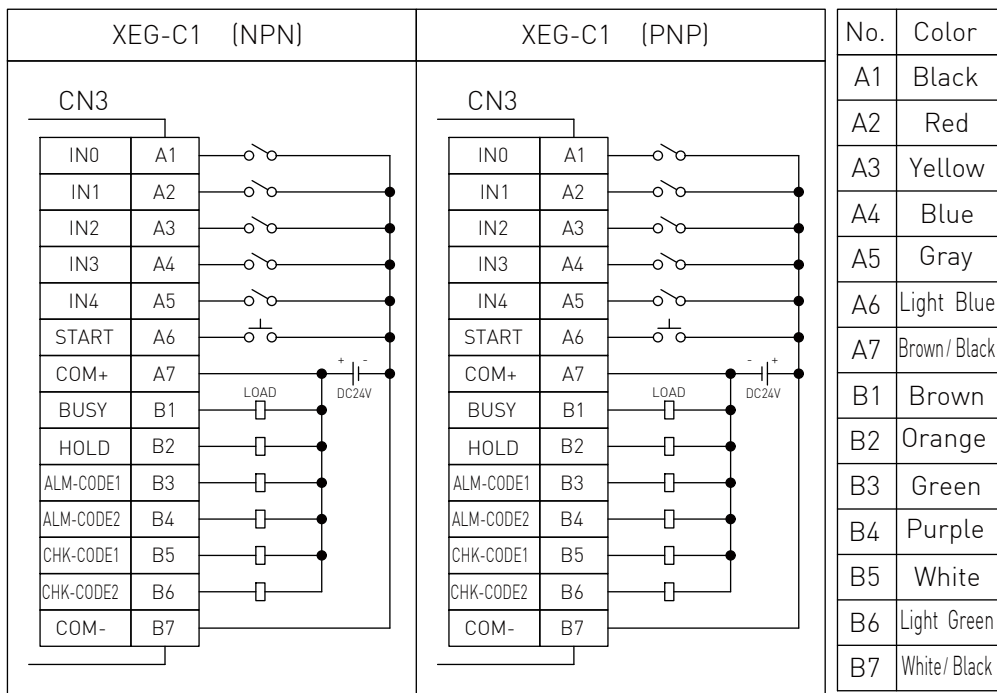 XEG-C1 (NPN)
CN3
IN0 A1
IN1 A2
IN2 A3
IN3 A4
IN4 A5
START A6
COM+ A7
+ -
DC24V
LOAD
BUSY B1
HOLD B2
ALM-CODE1 B3
ALM-CODE2 B4
CHK-CODE1 B5
CHK-CODE2 B6
COM- B7
XEG-C1 (PNP)
CN3
IN0 A1
IN1 A2
IN2 A3
IN3 A4
IN4 A5
START A6
COM+ A7
- +
DC24V
LOAD
BUSY B1
HOLD B2
ALM-CODE1 B3
ALM-CODE2 B4
CHK-CODE1 B5
CHK-CODE2 B6
COM- B7
No. Color
A1 Black
A2 Red
A3 Yellow
A4 Blue
A5 Gray
A6 Light Blue
A7 Brown/Black
B1 Brown
B2 Orange
B3 Green
B4 Purple
B5 White
B6 Light Green
B7 White/Black